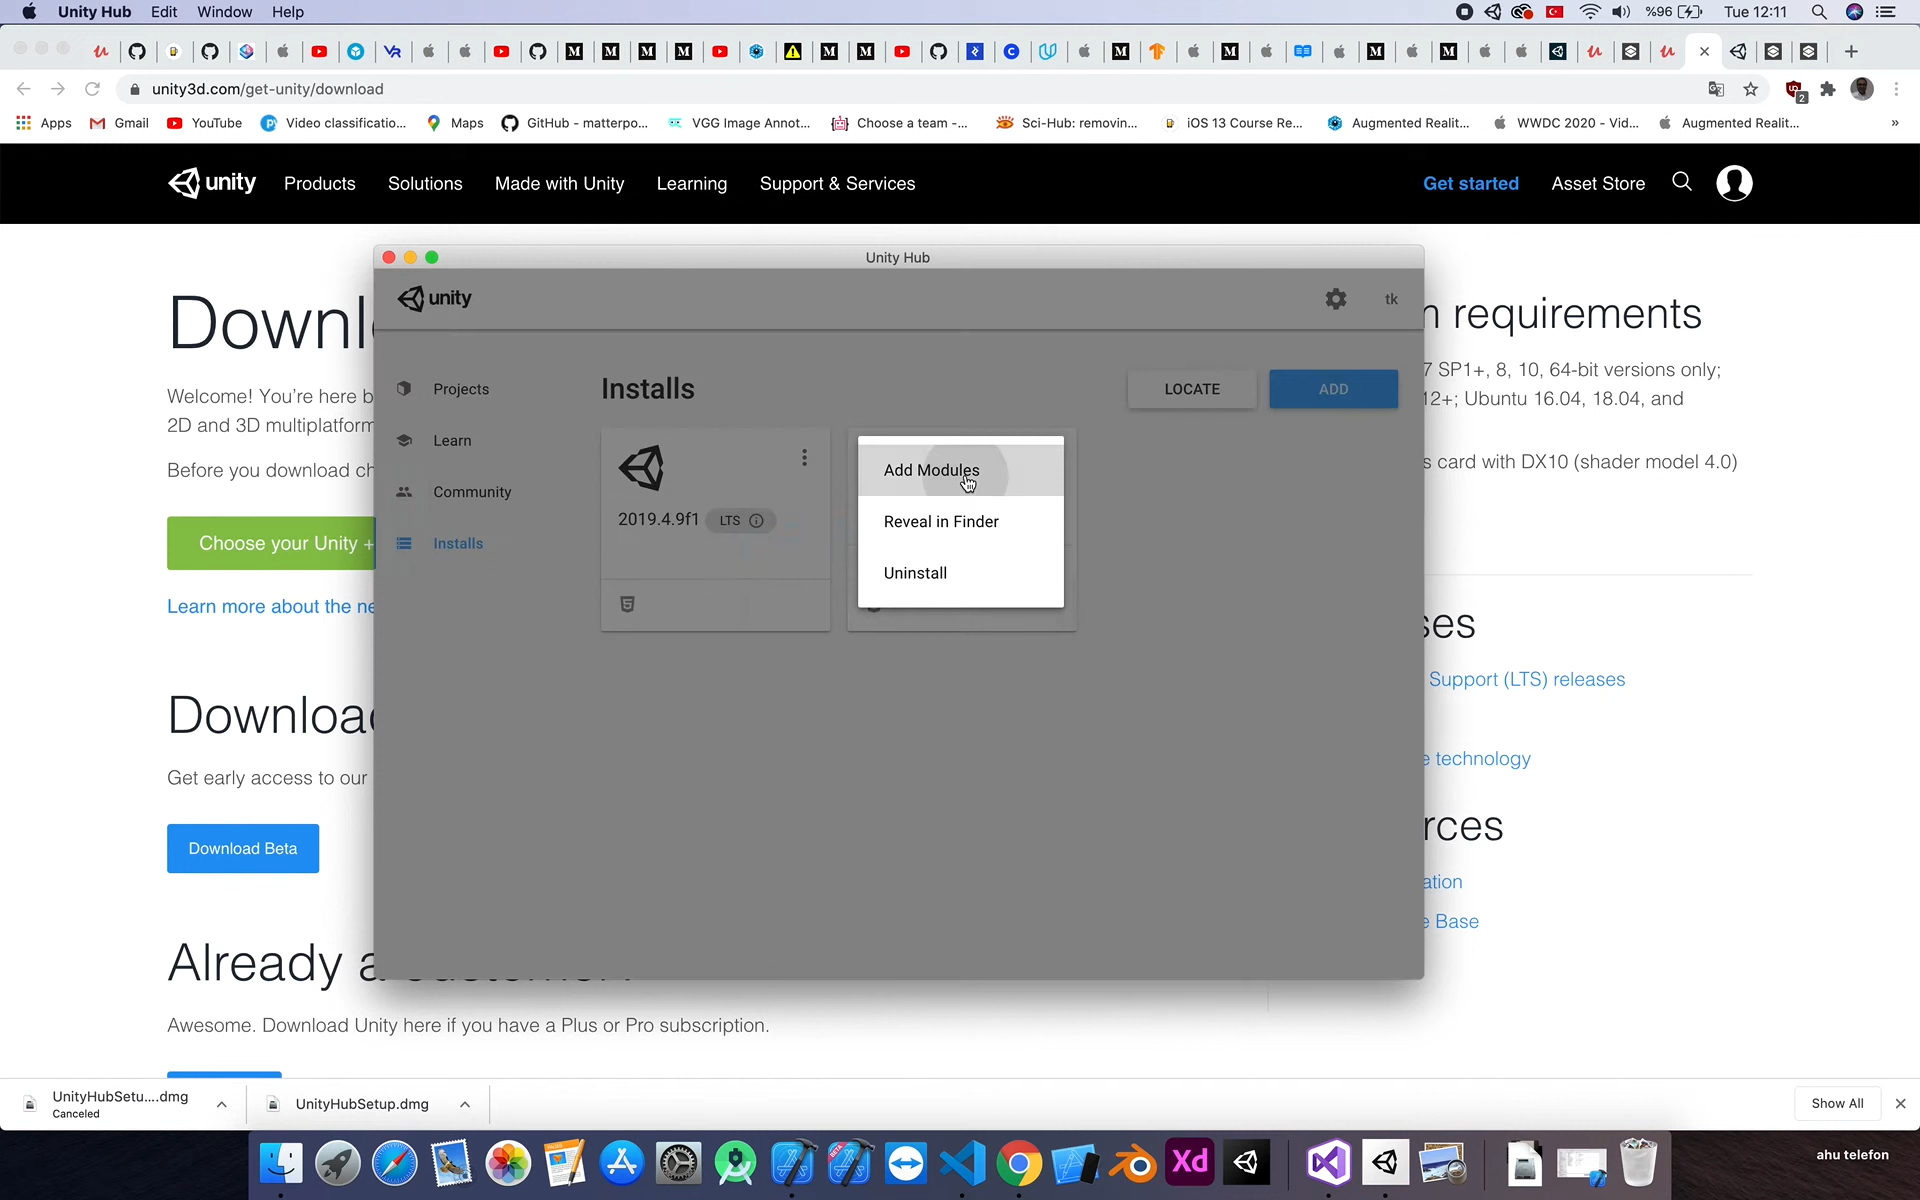 Unity Hub Edit Window Help
%96 Tue 12:11
unity3d.com/get-unity/download
2
Apps Gmail YouTube Video classificatio... Maps GitHub - matterpo... VGG Image Annot... Choose a team -... Sci-Hub: removin... iOS 13 Course Re... Augmented Realit... WWDC 2020 - Vid... Augmented Realit... »
unity Products Solutions Made with Unity Learning Support & Services Get started Asset Store
Unity Hub
unity tk
Downl
requirements
Welcome! You're here b
2D and 3D multiplatform
Before you download ch
7 SP1+, 8, 10, 64-bit versions only;
12+; Ubuntu 16.04, 18.04, and
s card with DX10 (shader model 4.0)
Projects
Learn
Community
Installs
Installs
LOCATE ADD
2019.4.9f1 LTS
Add Modules
Reveal in Finder
Uninstall
Choose your Unity +
Learn more about the ne
ses
Support (LTS) releases
e technology
rces
ation
e Base
Download
Get early access to our
Download Beta
Already a
Awesome. Download Unity here if you have a Plus or Pro subscription.
UnityHubSetu....dmg
Canceled
UnityHubSetup.dmg
Show All
Xd
ahu telefon